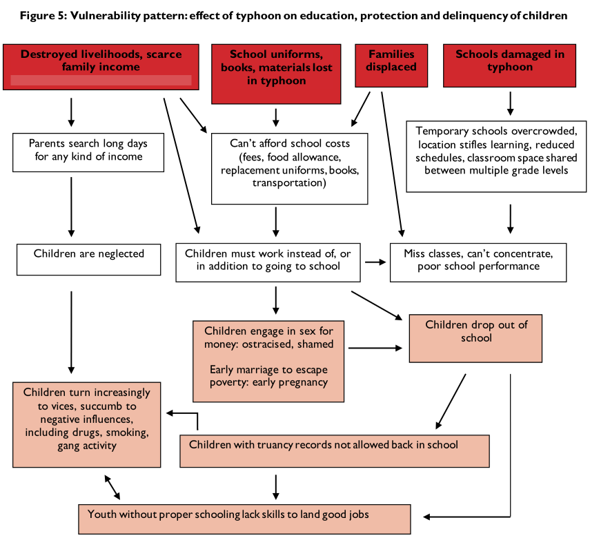 Figure 5: Vulnerability pattern: effect of typhoon on education, protection and delinquency of children
Destroyed livelihoods, scarce
family income
School uniforms,
books, materials lost
in typhoon
Families
displaced
Schools damaged in
typhoon
Parents search long days
for any kind of income
Can't afford school costs
(fees, food allowance,
replacement uniforms, books,
transportation)
Temporary schools overcrowded,
location stifles learning, reduced
schedules, classroom space shared
between multiple grade levels
Children are neglected
Children must work instead of, or
in addition to going to school
Miss classes, can't concentrate,
poor school performance
Children engage in sex for
money: ostracised, shamed
Early marriage to escape
poverty: early pregnancy
Children drop out of
school
Children turn increasingly
to vices, succumb to
negative influences,
including drugs, smoking,
gang activity
Children with truancy records not allowed back in school
Youth without proper schooling lack skills to land good jobs